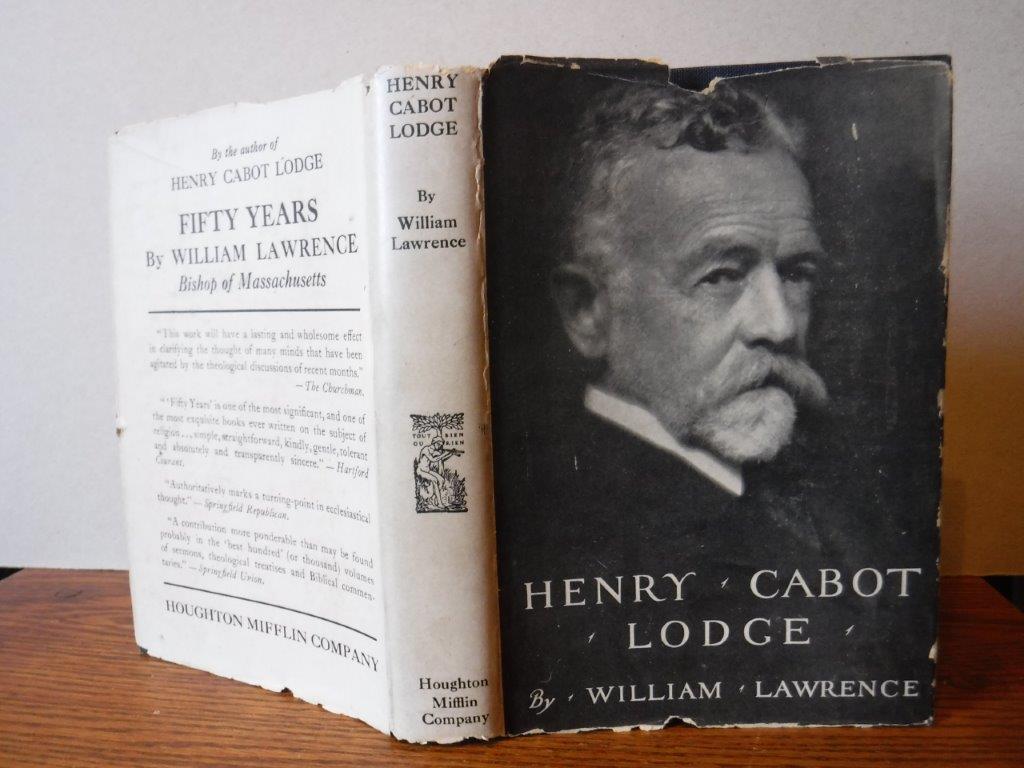 By the author of
HENRY CABOT LODGE
FIFTY YEARS
By WILLIAM LAWRENCE
Bishop of Massachusetts
"This work will have a lasting and wholesome effect
in clarifying the thought of many minds that have been
agitated by the theological discussions of recent months."
— The Churchman.
"'Fifty Years' is one of the most significant, and one of
the most exquisite books ever written on the subject of
religion . . . simple, straightforward, kindly, gentle, tolerant
and absolutely and transparently sincere." — Hartford
Courant.
"Authoritatively marks a turning-point in ecclesiastical
thought." — Springfield Republican.
"A contribution more ponderable than may be found
probably in the 'best hundred' (or thousand) volumes
of sermons, theological treatises and Biblical commen-
taries." — Springfield Union.
HOUGHTON MIFFLIN COMPANY
HENRY
CABOT
LODGE
By
William
Lawrence
TOUT BIEN
OU RIEN
Houghton
Mifflin
Company
HENRY · CABOT
· LODGE ·
By · WILLIAM · LAWRENCE